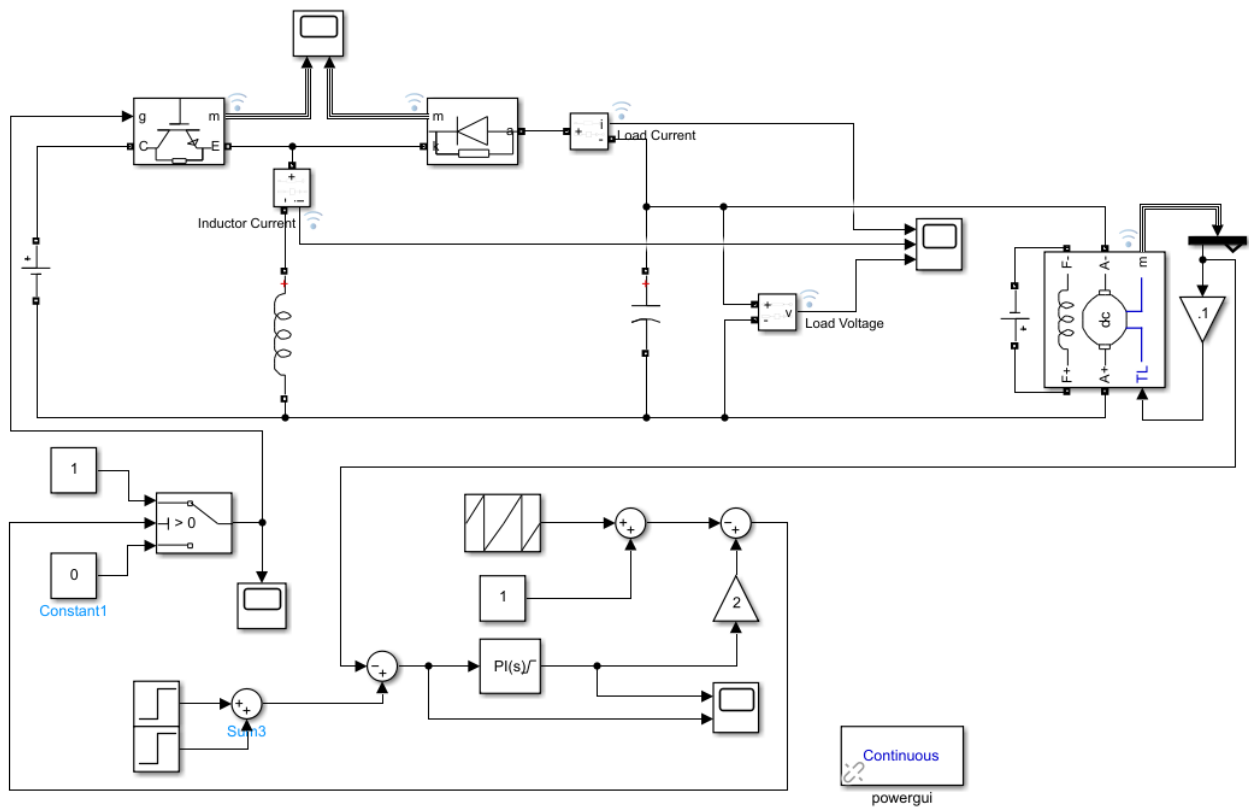 g
m
C
E
m
a
k
+
i
-
Load Current
+
-
i
Inductor Current
+
+
+
+
-
v
Load Voltage
+
F-
A-
m
dc
F+
A+
TL
.1
1
> 0
0
Constant1
+
+
1
-
+
2
-
+
PI(s)
+
+
Sum3
Continuous
powergui